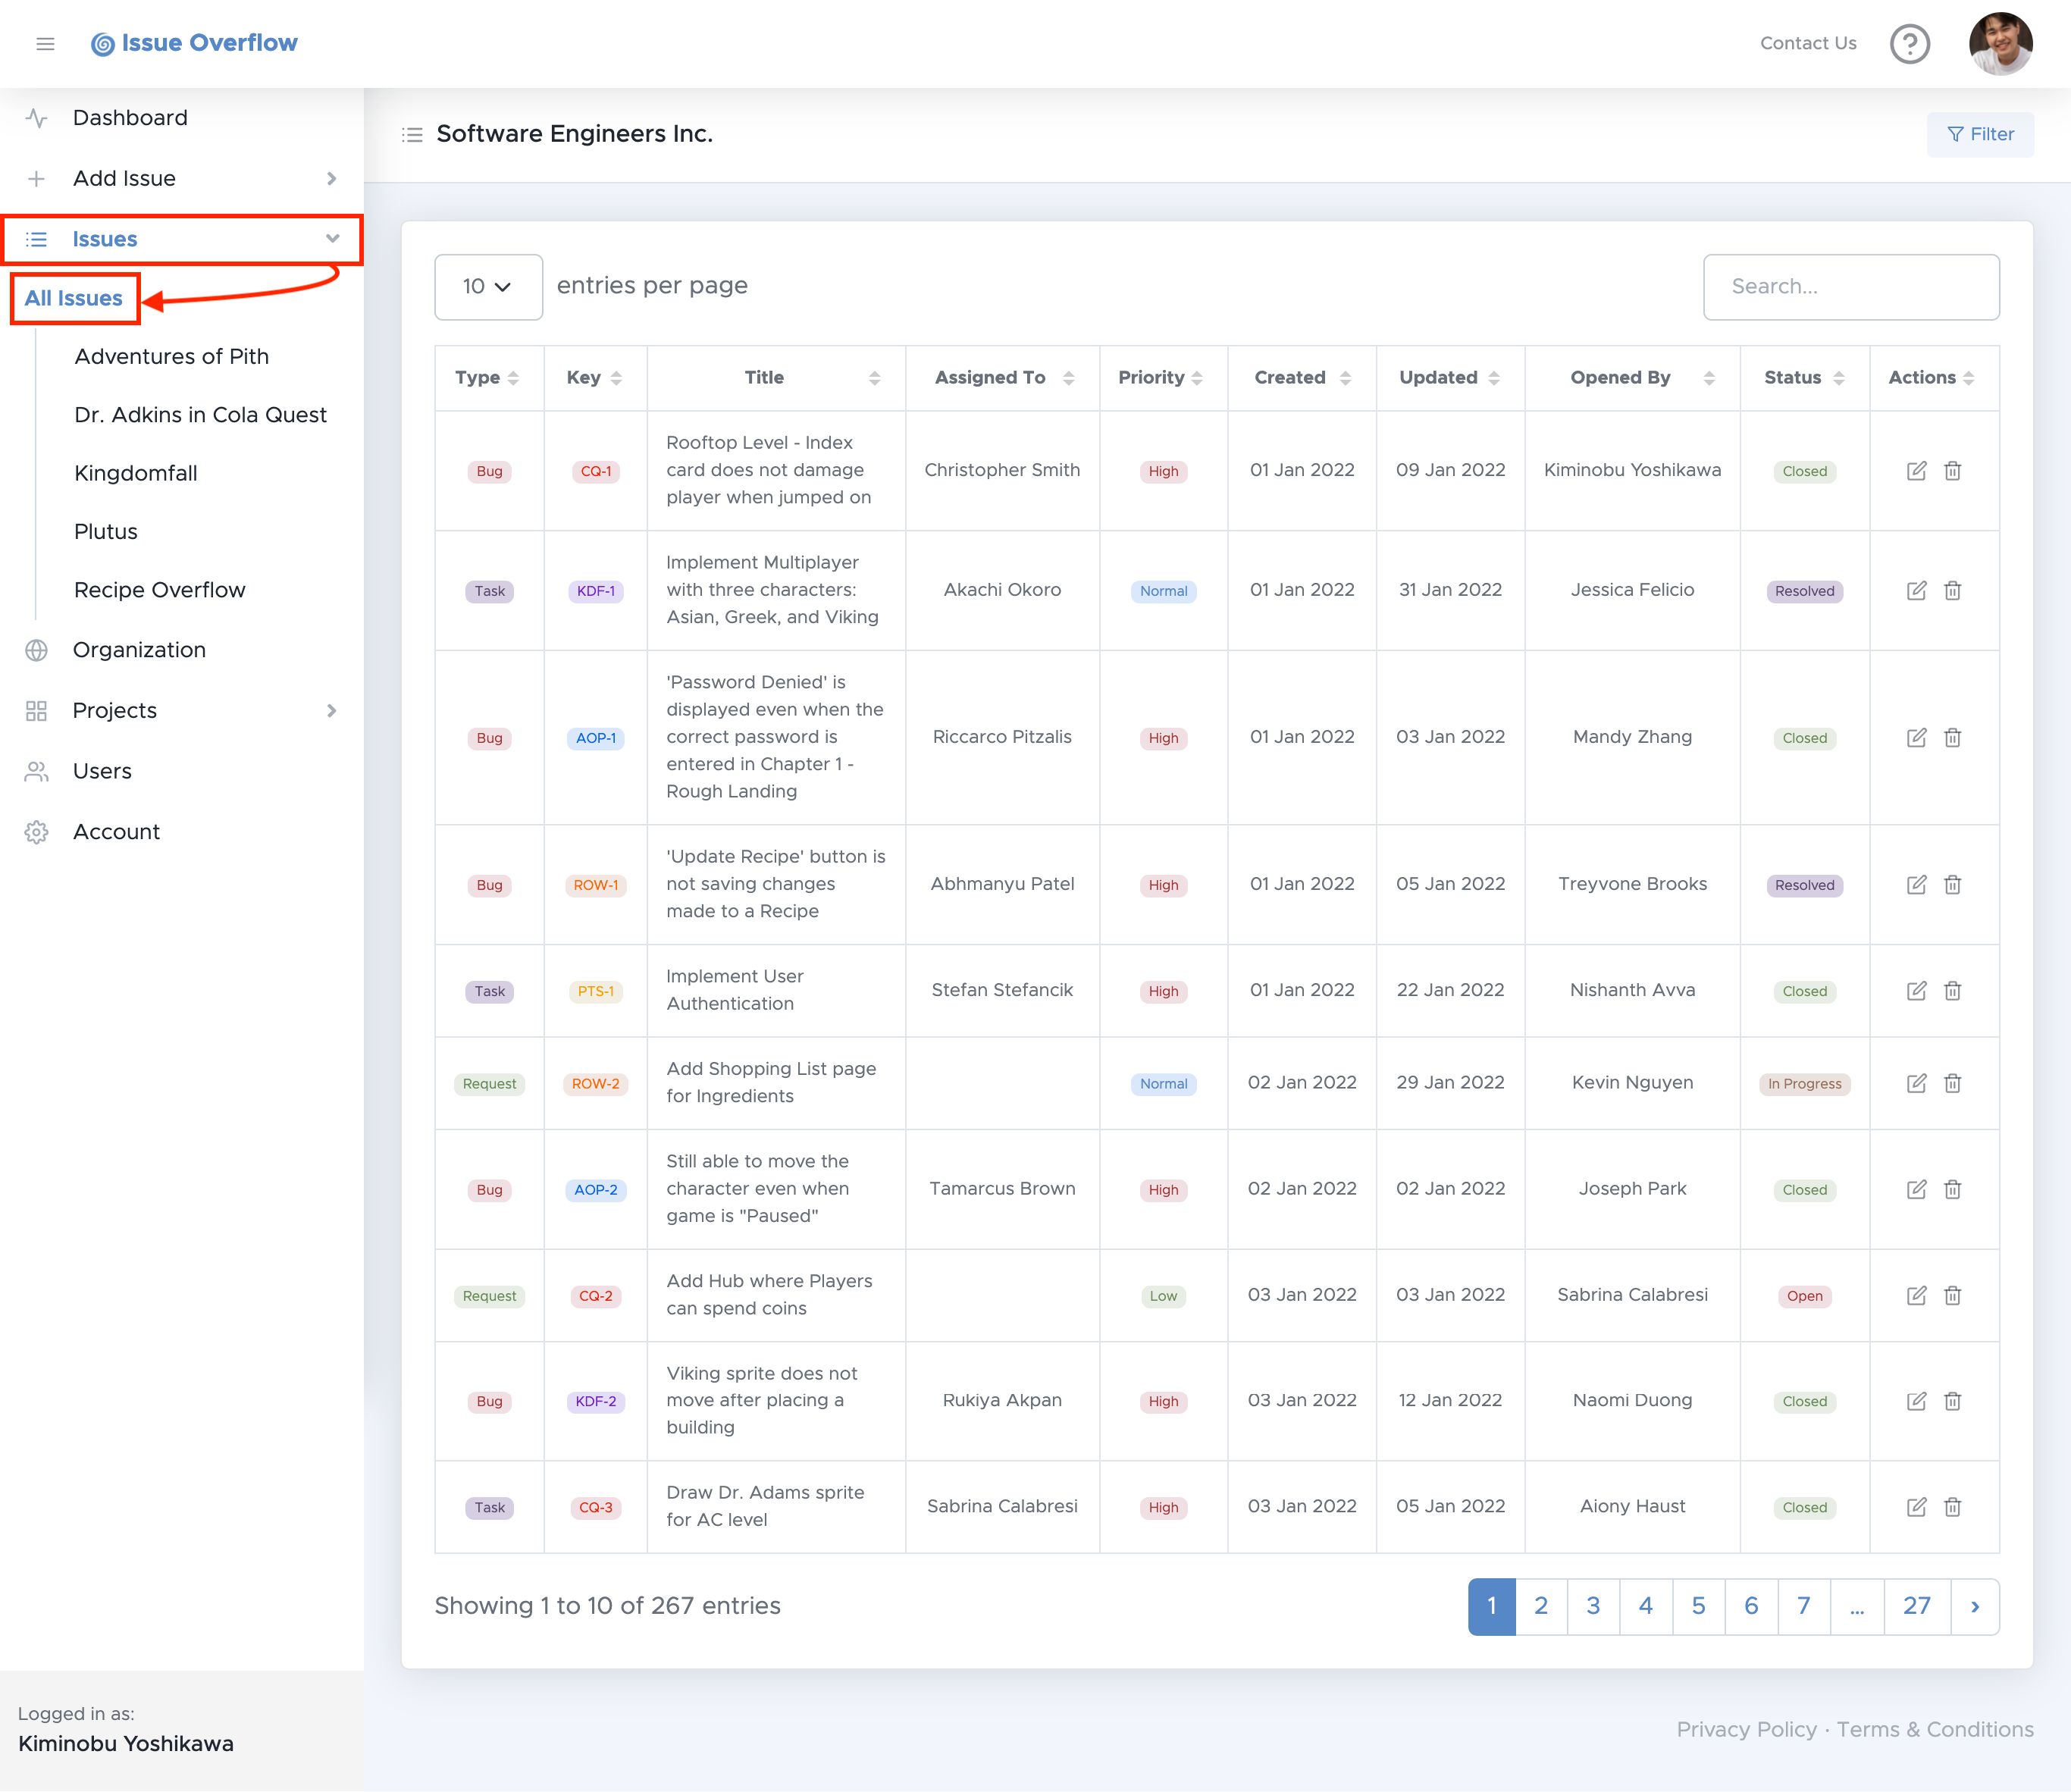 Issue Overflow
Contact Us
Dashboard
Add Issue
Issues
All Issues
Adventures of Pith
Dr. Adkins in Cola Quest
Kingdomfall
Plutus
Recipe Overflow
Organization
Projects
Users
Account
Logged in as:
Kiminobu Yoshikawa
Software Engineers Inc.
Filter
10 entries per page
Search...
Type Key Title Assigned To Priority Created Updated Opened By Status Actions
Rooftop Level - Index
card does not damage
player when jumped on
Bug CQ-1 Christopher Smith High 01 Jan 2022 09 Jan 2022 Kiminobu Yoshikawa Closed
Implement Multiplayer
with three characters:
Asian, Greek, and Viking
Task KDF-1 Akachi Okoro Normal 01 Jan 2022 31 Jan 2022 Jessica Felicio Resolved
'Password Denied' is
displayed even when the
correct password is
entered in Chapter 1 -
Rough Landing
Bug AOP-1 Riccarco Pitzalis High 01 Jan 2022 03 Jan 2022 Mandy Zhang Closed
'Update Recipe' button is
not saving changes
made to a Recipe
Bug ROW-1 Abhmanyu Patel High 01 Jan 2022 05 Jan 2022 Treyvone Brooks Resolved
Implement User
Authentication
Task PTS-1 Stefan Stefancik High 01 Jan 2022 22 Jan 2022 Nishanth Avva Closed
Add Shopping List page
for Ingredients
Request ROW-2 Normal 02 Jan 2022 29 Jan 2022 Kevin Nguyen In Progress
Still able to move the
character even when
game is "Paused"
Bug AOP-2 Tamarcus Brown High 02 Jan 2022 02 Jan 2022 Joseph Park Closed
Add Hub where Players
can spend coins
Request CQ-2 Low 03 Jan 2022 03 Jan 2022 Sabrina Calabresi Open
Viking sprite does not
move after placing a
building
Bug KDF-2 Rukiya Akpan High 03 Jan 2022 12 Jan 2022 Naomi Duong Closed
Draw Dr. Adams sprite
for AC level
Task CQ-3 Sabrina Calabresi High 03 Jan 2022 05 Jan 2022 Aiony Haust Closed
Showing 1 to 10 of 267 entries
1 2 3 4 5 6 7 ... 27 ›
Privacy Policy · Terms & Conditions